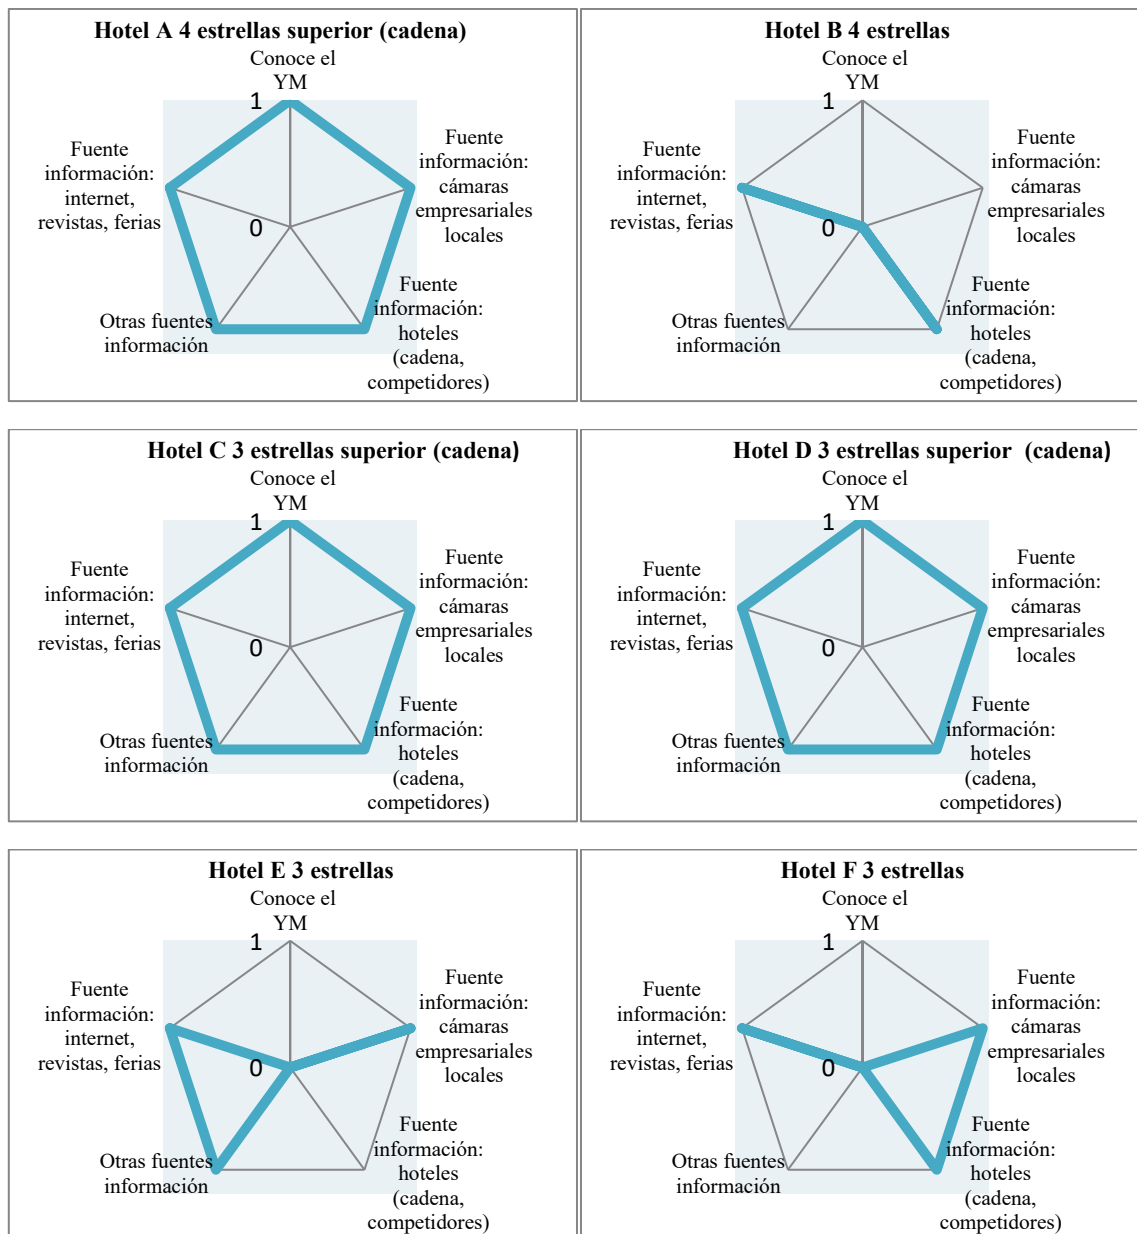 Hotel A 4 estrellas superior (cadena)
Conoce el
YM
1
0
Fuente
información:
cámaras
empresariales
locales
Fuente
información:
hoteles
(cadena,
competidores)
Otras fuentes
información
Fuente
información:
internet,
revistas, ferias
Hotel B 4 estrellas
Conoce el
YM
1
0
Fuente
información:
cámaras
empresariales
locales
Fuente
información:
hoteles
(cadena,
competidores)
Otras fuentes
información
Fuente
información:
internet,
revistas, ferias
Hotel C 3 estrellas superior (cadena)
Conoce el
YM
1
0
Fuente
información:
cámaras
empresariales
locales
Fuente
información:
hoteles
(cadena,
competidores)
Otras fuentes
información
Fuente
información:
internet,
revistas, ferias
Hotel D 3 estrellas superior (cadena)
Conoce el
YM
1
0
Fuente
información:
cámaras
empresariales
locales
Fuente
información:
hoteles
(cadena,
competidores)
Otras fuentes
información
Fuente
información:
internet,
revistas, ferias
Hotel E 3 estrellas
Conoce el
YM
1
0
Fuente
información:
cámaras
empresariales
locales
Fuente
información:
hoteles
(cadena,
competidores)
Otras fuentes
información
Fuente
información:
internet,
revistas, ferias
Hotel F 3 estrellas
Conoce el
YM
1
0
Fuente
información:
cámaras
empresariales
locales
Fuente
información:
hoteles
(cadena,
competidores)
Otras fuentes
información
Fuente
información:
internet,
revistas, ferias